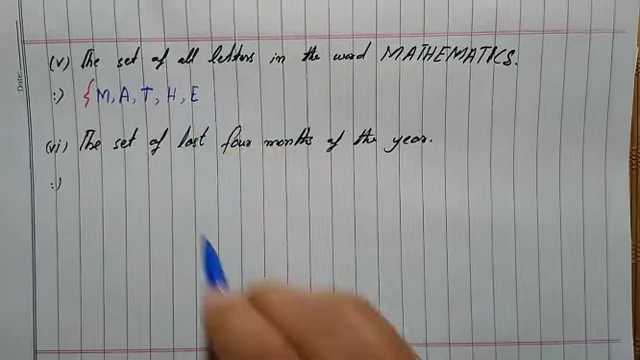 Date:
(v) The set of all letters in the word MATHEMATICS.
:) {M, A, T, H, E
(vi) The set of last four months of the year.
:)